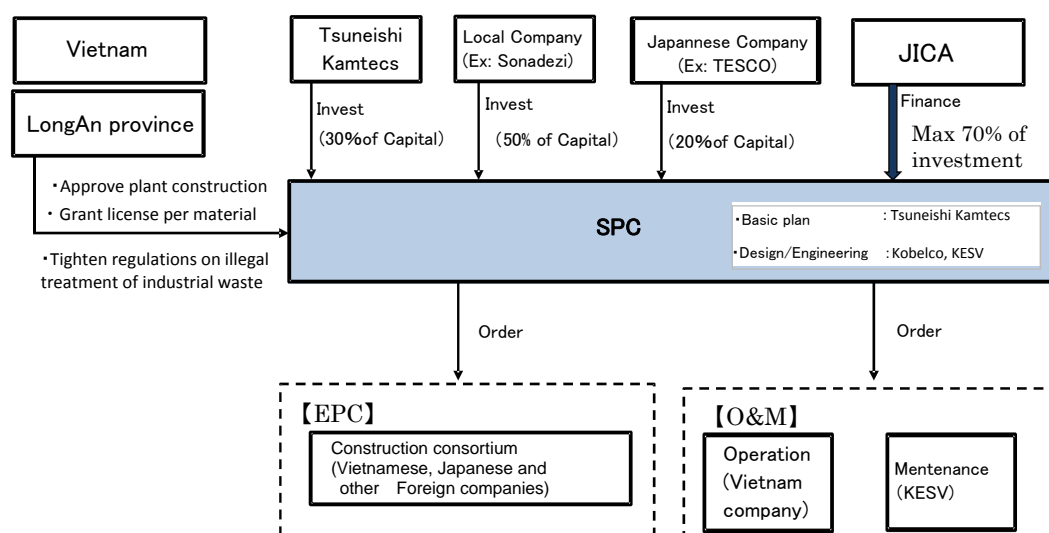 Vietnam
LongAn province
Tsuneishi
Kamtecs
Local Company
(Ex: Sonadezi)
Japannese Company
(Ex: TESCO)
JICA
Invest
(30%of Capital)
Invest
(50% of Capital)
Invest
(20%of Capital)
Finance
Max 70% of
investment
・Approve plant construction
・ Grant license per material
・Tighten regulations on illegal
treatment of industrial waste
SPC
・Basic plan : Tsuneishi Kamtecs
・Design/Engineering : Kobelco, KESV
Order
Order
【EPC】
Construction consortium
(Vietnamese, Japanese and
other Foreign companies)
【O&M】
Operation
(Vietnam
company)
Mentenance
(KESV)